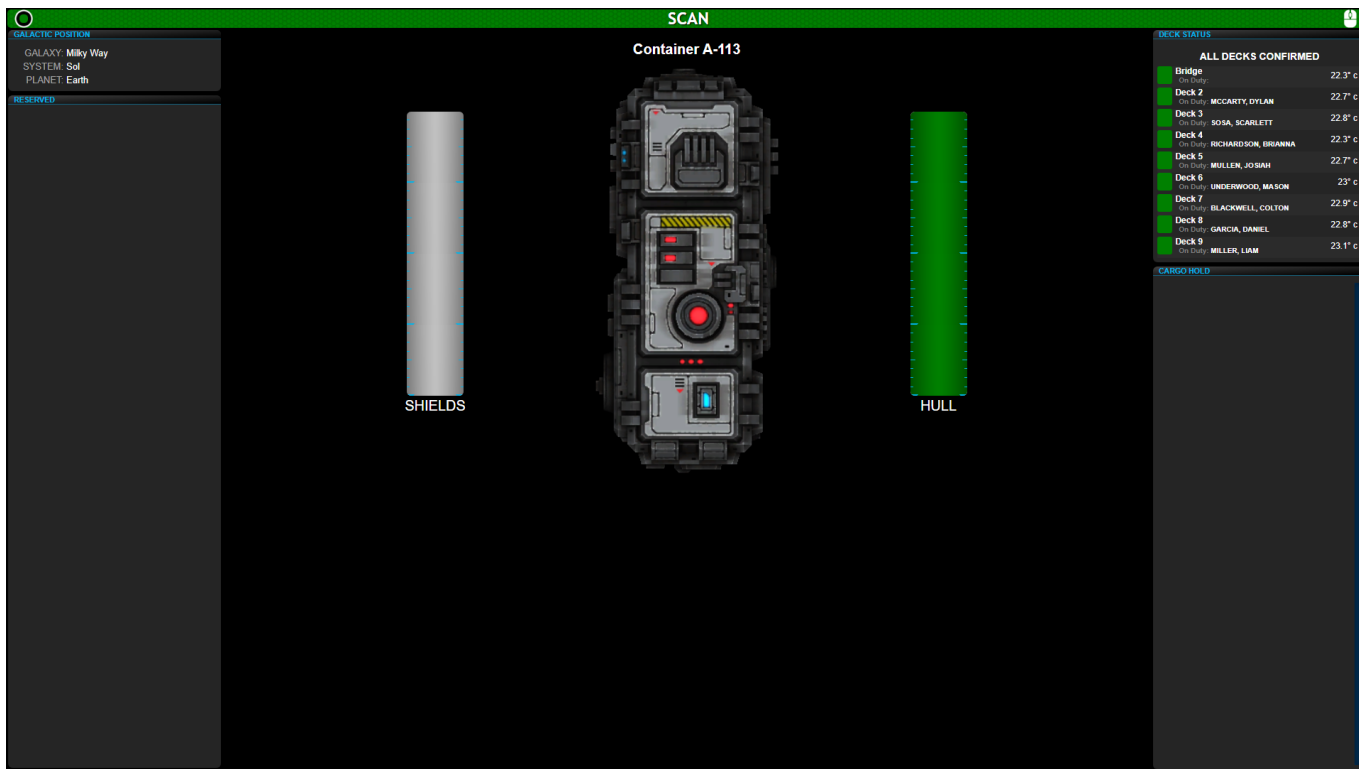 SCAN
GALACTIC POSITION
GALAXY: Milky Way
SYSTEM: Sol
PLANET: Earth
RESERVED
Container A-113
SHIELDS
HULL
DECK STATUS
ALL DECKS CONFIRMED
Bridge
On Duty:
22.3° c
Deck 2
On Duty: MCCARTY, DYLAN
22.7° c
Deck 3
On Duty: SOSA, SCARLETT
22.8° c
Deck 4
On Duty: RICHARDSON, BRIANNA
22.3° c
Deck 5
On Duty: MULLEN, JOSIAH
22.7° c
Deck 6
On Duty: UNDERWOOD, MASON
23° c
Deck 7
On Duty: BLACKWELL, COLTON
22.9° c
Deck 8
On Duty: GARCIA, DANIEL
22.8° c
Deck 9
On Duty: MILLER, LIAM
23.1° c
CARGO HOLD